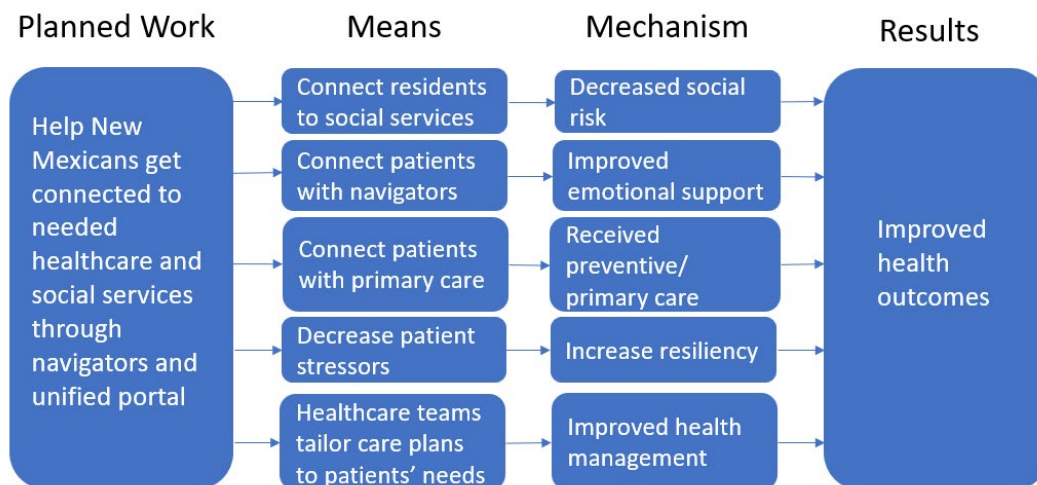 Planned Work
Means
Mechanism
Results
Help New
Mexicans get
connected to
needed
healthcare and
social services
through
navigators and
unified portal
Connect residents
to social services
Decreased social
risk
Connect patients
with navigators
Improved
emotional support
Connect patients
with primary care
Received
preventive/
primary care
Decrease patient
stressors
Increase resiliency
Healthcare teams
tailor care plans
to patients’ needs
Improved health
management
Improved
health
outcomes